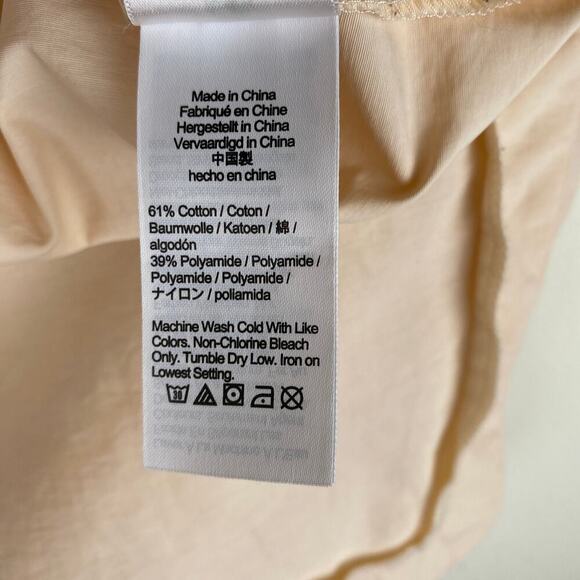 Made in China
Fabriqué en Chine
Hergestellt in China
Vervaardigd in China
中国製
hecho en china
61% Cotton / Coton /
Baumwolle / Katoen / 綿 /
algodón
39% Polyamide / Polyamide /
Polyamide / Polyamide /
ナイロン / poliamida
Machine Wash Cold With Like
Colors. Non-Chlorine Bleach
Only. Tumble Dry Low. Iron on
Lowest Setting.
30